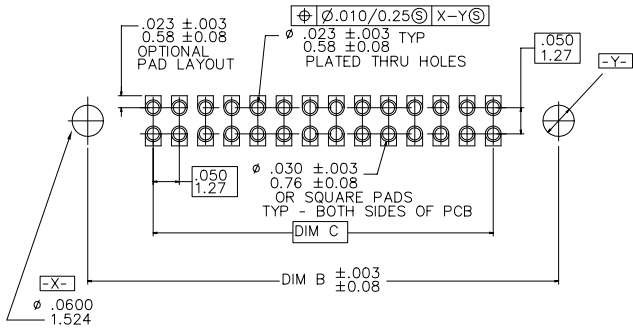 ⌖ Ø.010/0.25Ⓢ X-YⓈ
.023 ±.003
0.58 ±0.08
OPTIONAL
PAD LAYOUT
ø .023 ±.003 TYP
0.58 ±0.08
PLATED THRU HOLES
.050
1.27
-Y-
.050
1.27
ø .030 ±.003
0.76 ±0.08
OR SQUARE PADS
TYP - BOTH SIDES OF PCB
DIM C
DIM B ±.003
±0.08
-X-
ø .0600
1.524